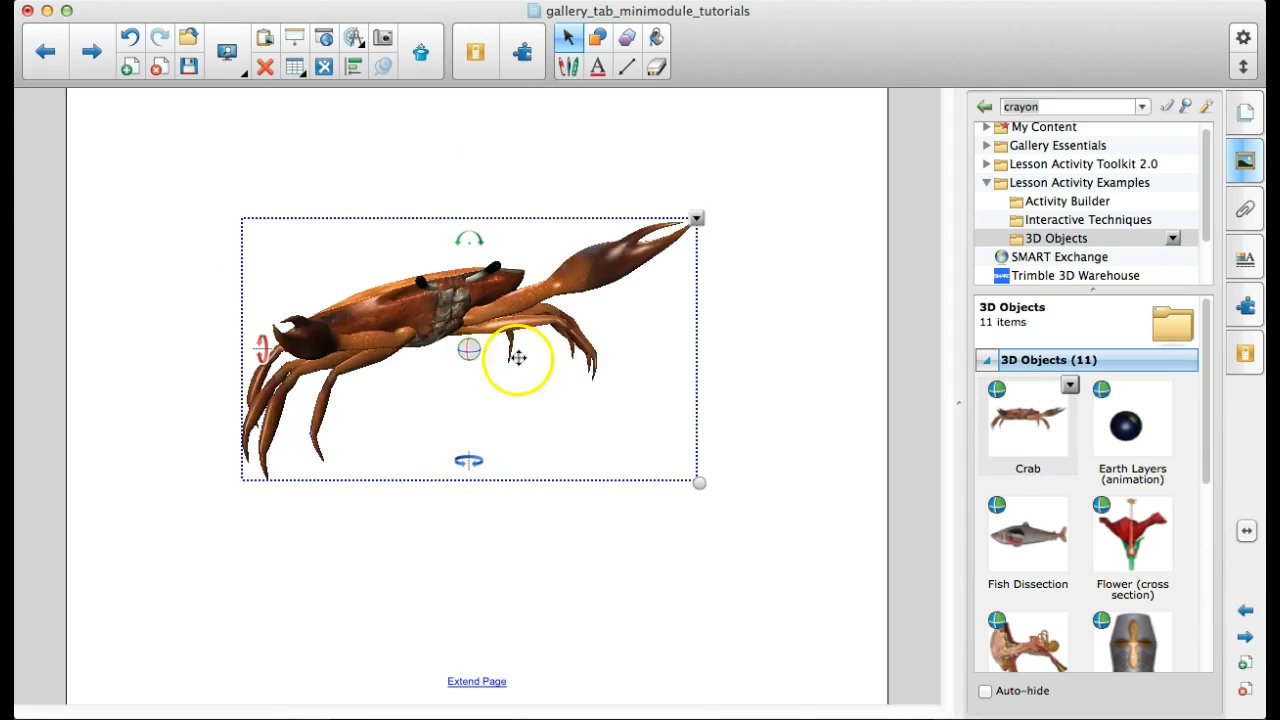 gallery_tab_minimodule_tutorials
crayon
My Content
Gallery Essentials
Lesson Activity Toolkit 2.0
Lesson Activity Examples
Activity Builder
Interactive Techniques
3D Objects
SMART Exchange
Trimble 3D Warehouse
3D Objects
11 items
3D Objects (11)
Crab
Earth Layers
(animation)
Fish Dissection
Flower (cross
section)
Extend Page
Auto-hide